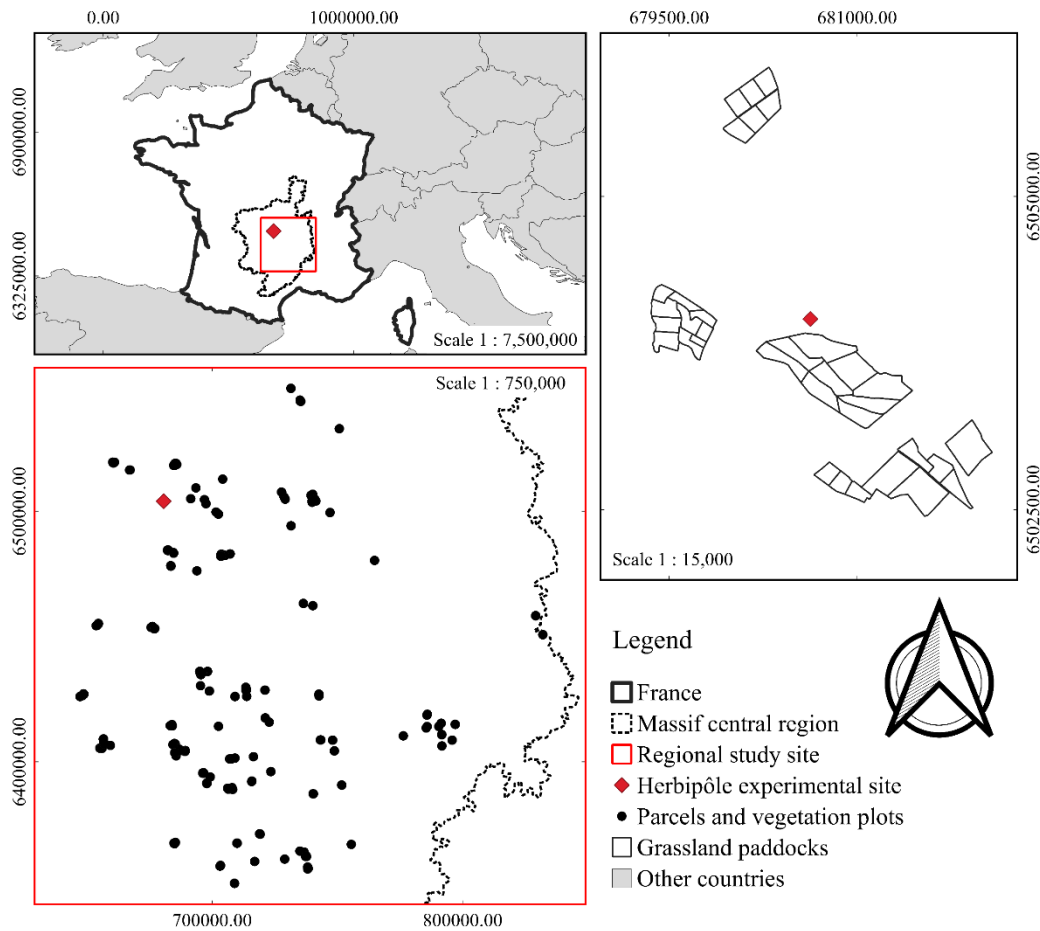 0.00
1000000.00
679500.00
681000.00
6900000.00
6325000.00
Scale 1 : 7,500,000
6505000.00
6502500.00
Scale 1 : 15,000
Scale 1 : 750,000
6500000.00
6400000.00
700000.00
800000.00
Legend
France
Massif central region
Regional study site
Herbipôle experimental site
Parcels and vegetation plots
Grassland paddocks
Other countries